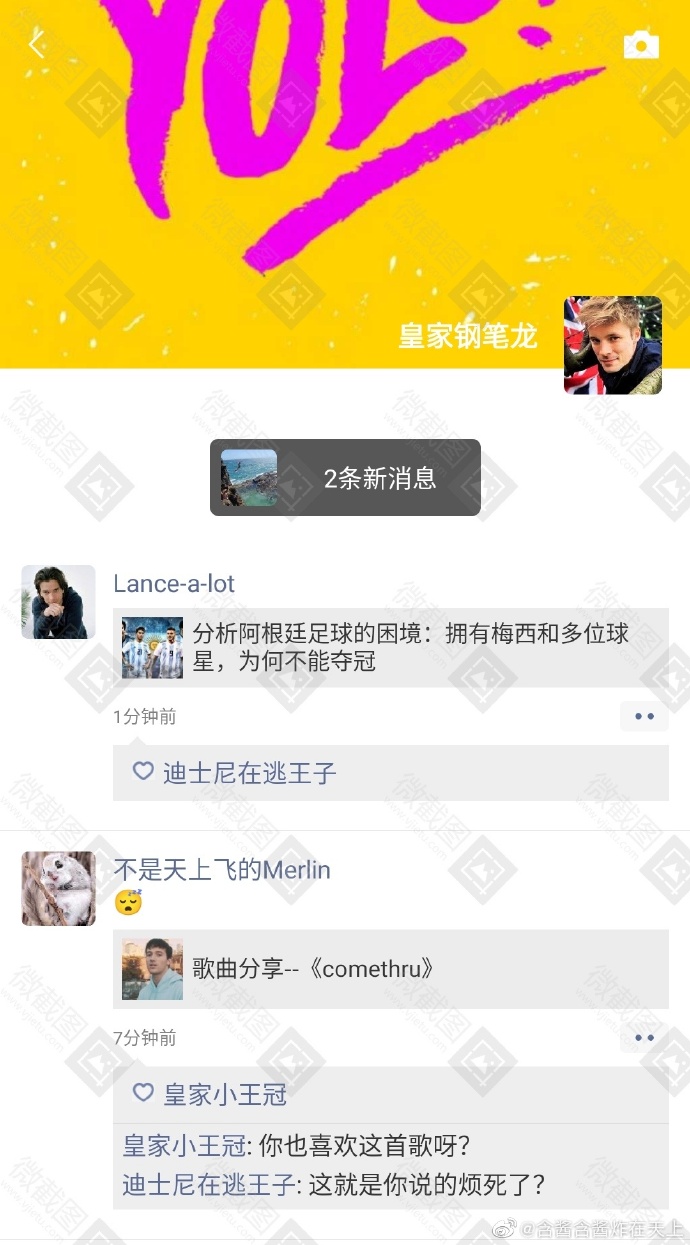 YOLO!
皇家钢笔龙
2条新消息
Lance-a-lot
分析阿根廷足球的困境：拥有梅西和多位球
星，为何不能夺冠
1分钟前
迪士尼在逃王子
不是天上飞的Merlin
歌曲分享--《comethru》
7分钟前
皇家小王冠
皇家小王冠: 你也喜欢这首歌呀？
迪士尼在逃王子: 这就是你说的烦死了？
@含酱含酱炸在天上
微截图